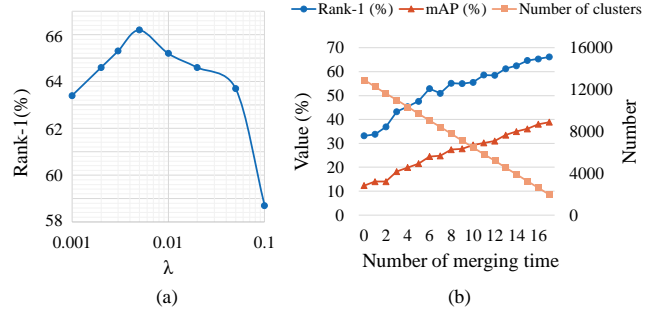 Rank-1 (%) mAP (%) Number of clusters
66
64
62
60
58
Rank-1(%)
0.001 0.01 0.1
λ
(a)
70 16000
60
50 12000
40
30 8000
20 4000
10
0 0
Value (%)
Number
0 2 4 6 8 10 12 14 16
Number of merging time
(b)